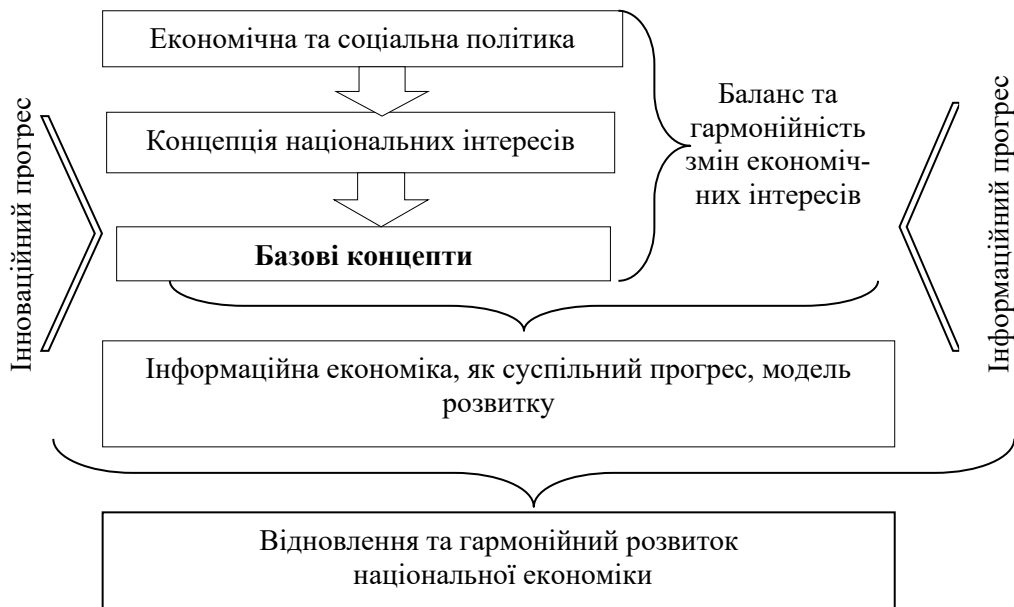 Економічна та соціальна політика
Інноваційний прогрес
Концепція національних інтересів
Базові концепти
Баланс та
гармонійність
змін економіч-
них інтересів
Інформаційний прогрес
Інформаційна економіка, як суспільний прогрес, модель
розвитку
Відновлення та гармонійний розвиток
національної економіки